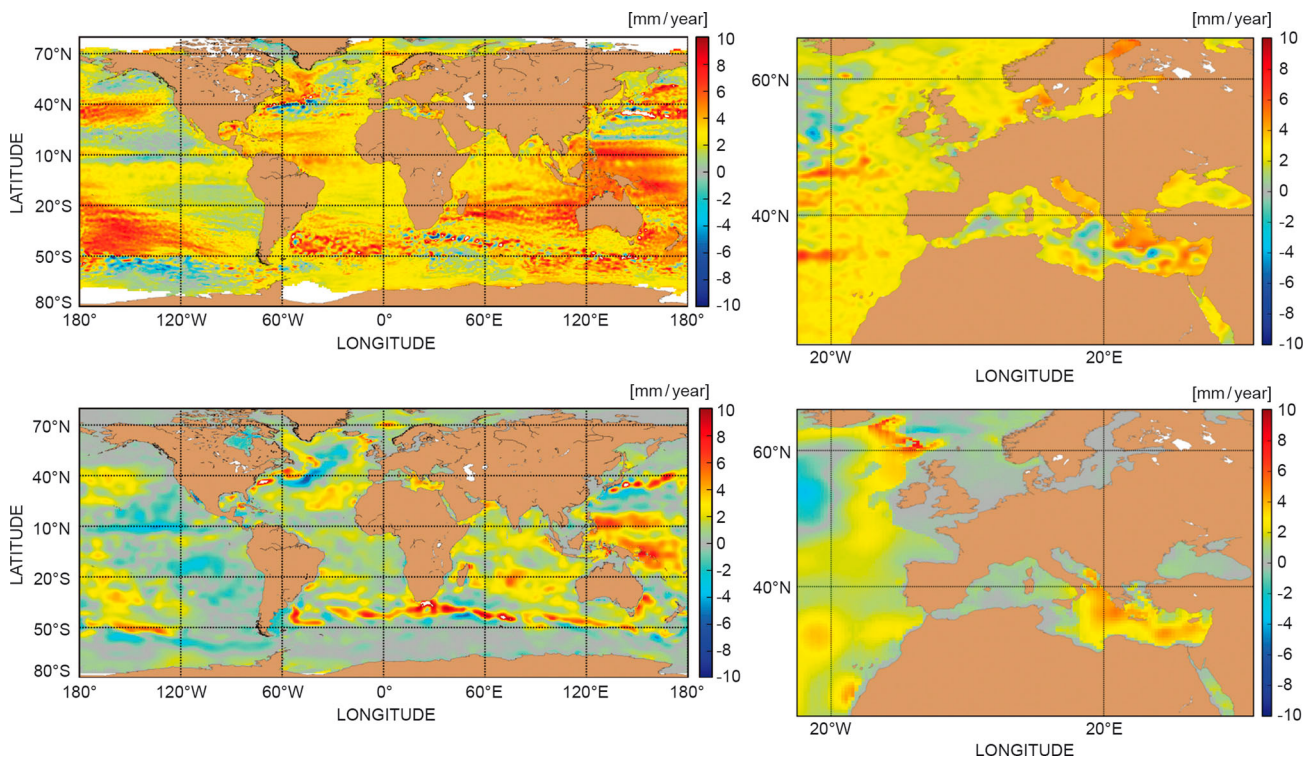 [mm/year]
10
8
6
4
2
0
-2
-4
-6
-8
-10
70°N
40°N
10°N
20°S
50°S
80°S
LATITUDE
180°
120°W
60°W
0°
60°E
120°E
180°
LONGITUDE
[mm/year]
10
8
6
4
2
0
-2
-4
-6
-8
-10
60°N
40°N
20°W
20°E
LONGITUDE
[mm/year]
10
8
6
4
2
0
-2
-4
-6
-8
-10
70°N
40°N
10°N
20°S
50°S
80°S
LATITUDE
180°
120°W
60°W
0°
60°E
120°E
180°
LONGITUDE
[mm/year]
10
8
6
4
2
0
-2
-4
-6
-8
-10
60°N
40°N
20°W
20°E
LONGITUDE